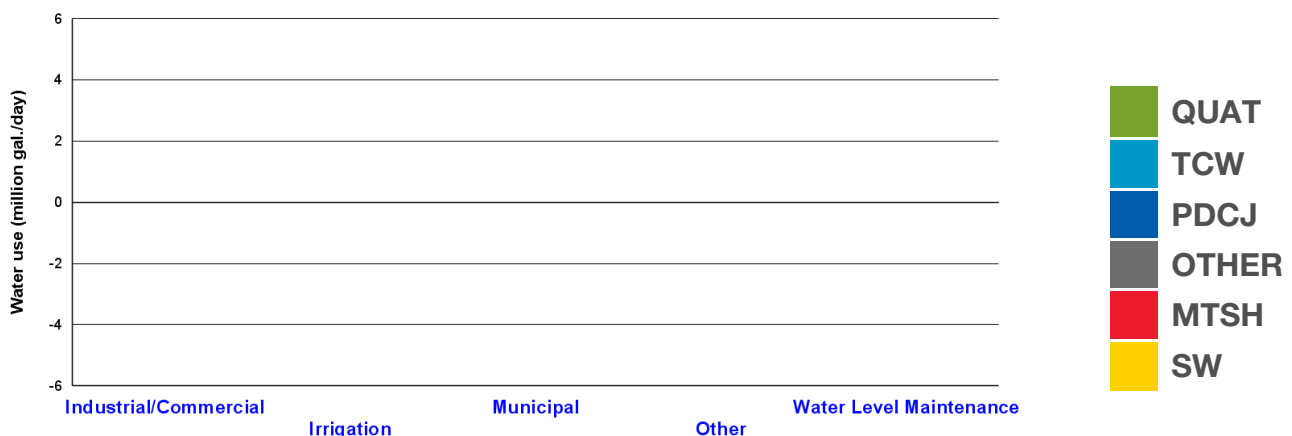 Water use (million gal./day)
6
4
2
0
-2
-4
-6
Industrial/Commercial
Irrigation
Municipal
Other
Water Level Maintenance
QUAT
TCW
PDCJ
OTHER
MTSH
SW